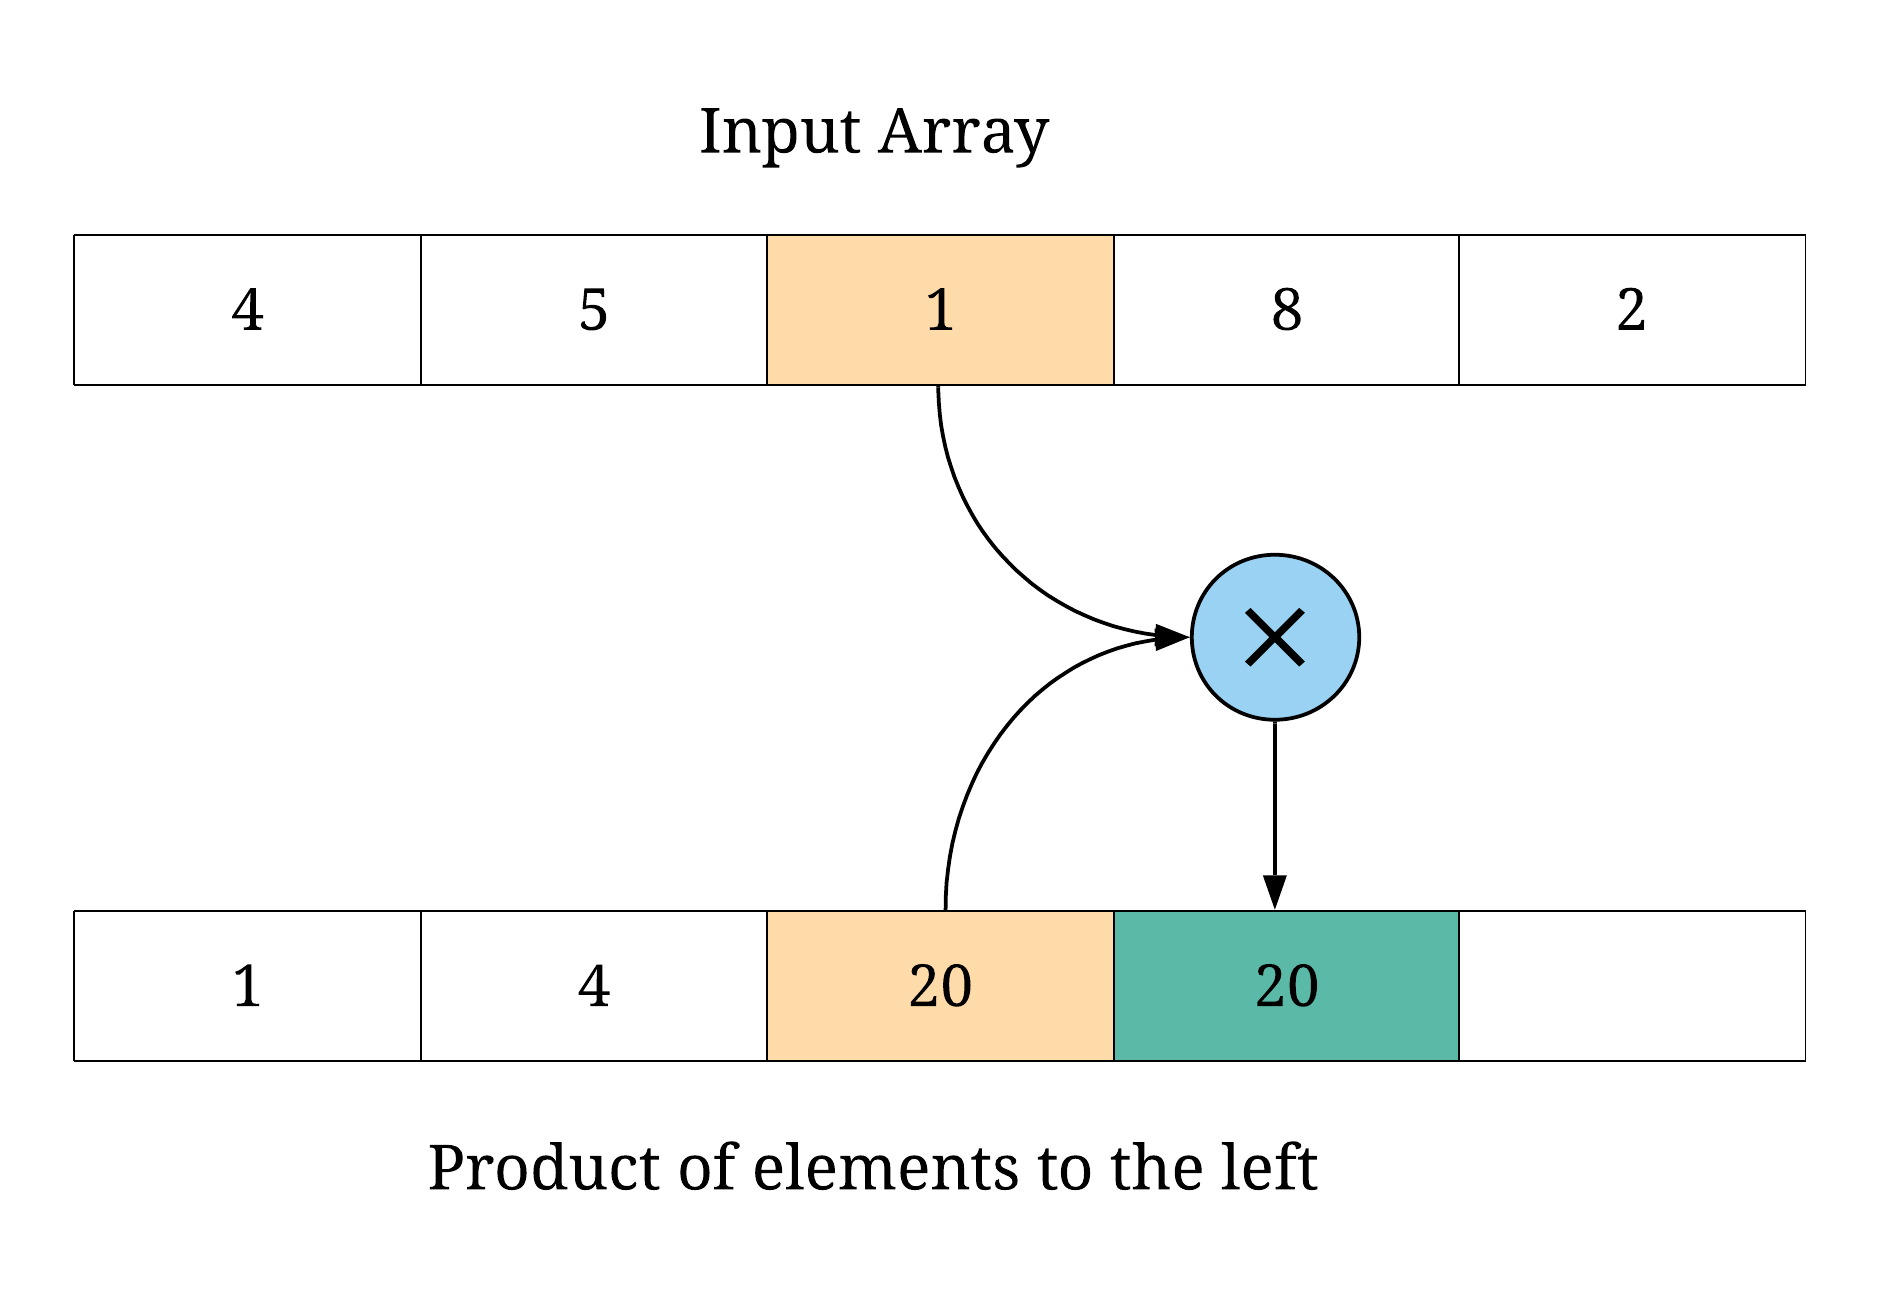 Input Array
4 5 1 8 2
×
1 4 20 20
Product of elements to the left